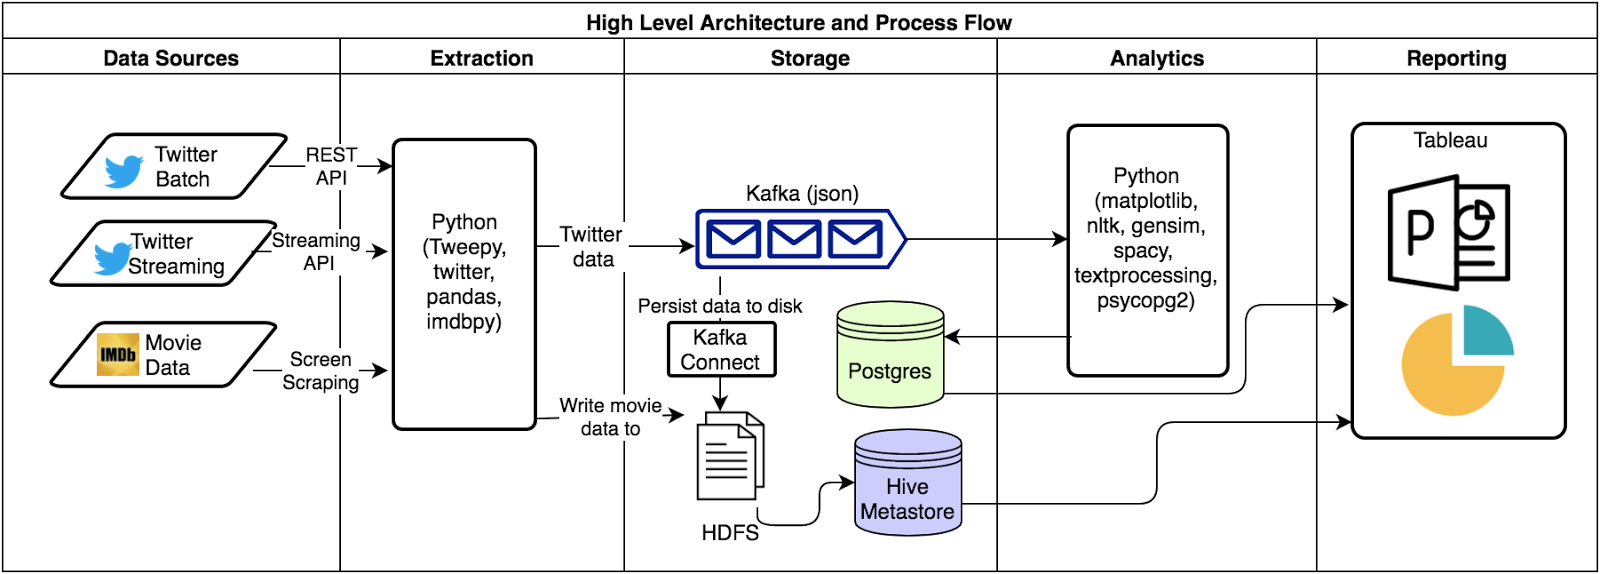 High Level Architecture and Process Flow
Data Sources
Extraction
Storage
Analytics
Reporting
Twitter
Batch
REST
API
Twitter
Streaming
Streaming
API
IMDb
Movie
Data
Screen
Scraping
Python
(Tweepy,
twitter,
pandas,
imdbpy)
Twitter
data
Write movie
data to
Kafka (json)
Persist data to disk
Kafka
Connect
HDFS
Postgres
Hive
Metastore
Python
(matplotlib,
nltk, gensim,
spacy,
textprocessing,
psycopg2)
Tableau
P